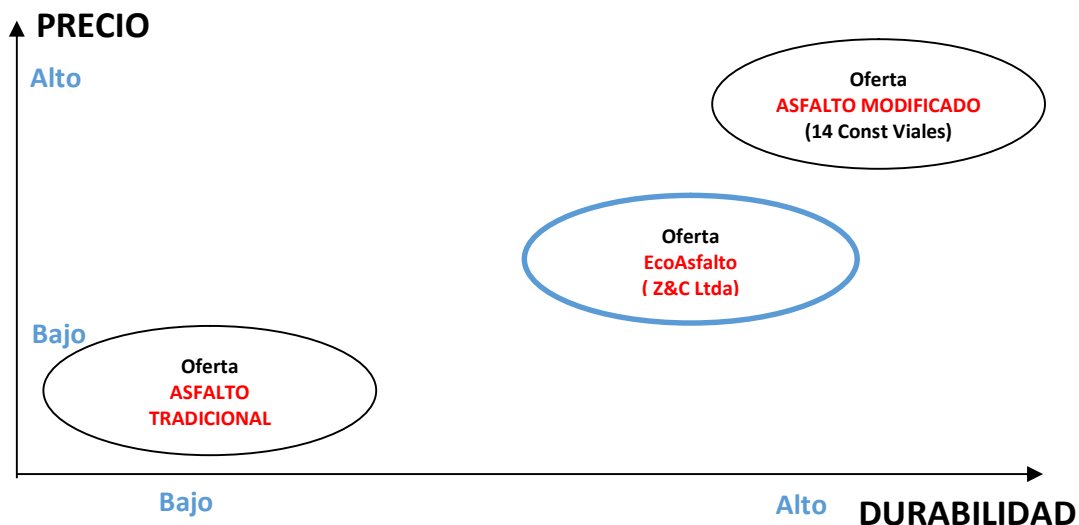 PRECIO
Alto
Oferta
ASFALTO MODIFICADO
(14 Const Viales)
Oferta
EcoAsfalto
( Z&C Ltda)
Bajo
Oferta
ASFALTO
TRADICIONAL
Bajo
Alto
DURABILIDAD